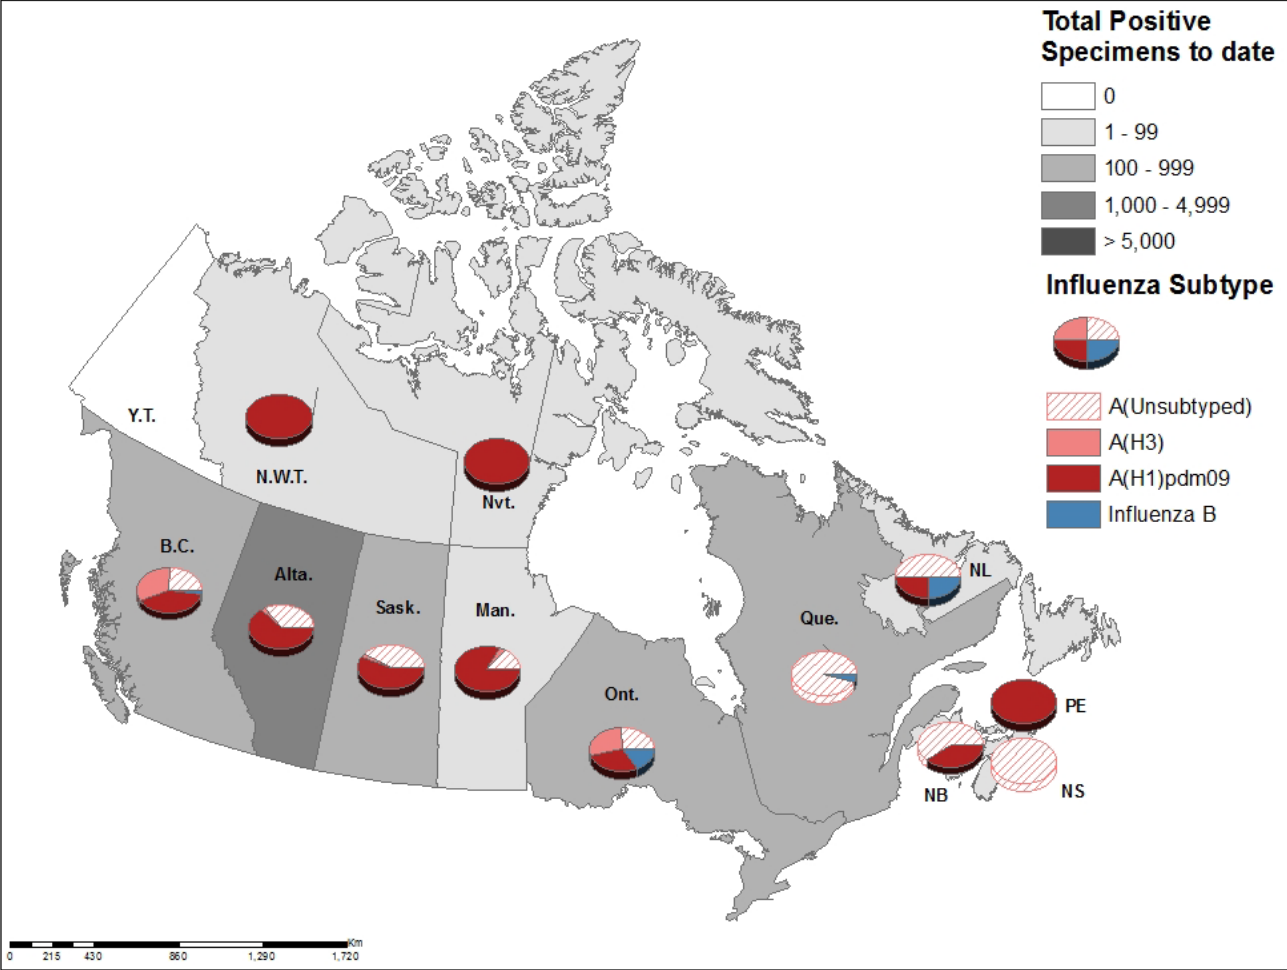 Total Positive
Specimens to date
0
1 - 99
100 - 999
1,000 - 4,999
> 5,000
Influenza Subtype
A(Unsubtyped)
A(H3)
A(H1)pdm09
Influenza B
Y.T.
N.W.T.
Nvt.
B.C.
Alta.
Sask.
Man.
Ont.
Que.
NL
PE
NB
NS
Km
0 215 430 860 1,290 1,720